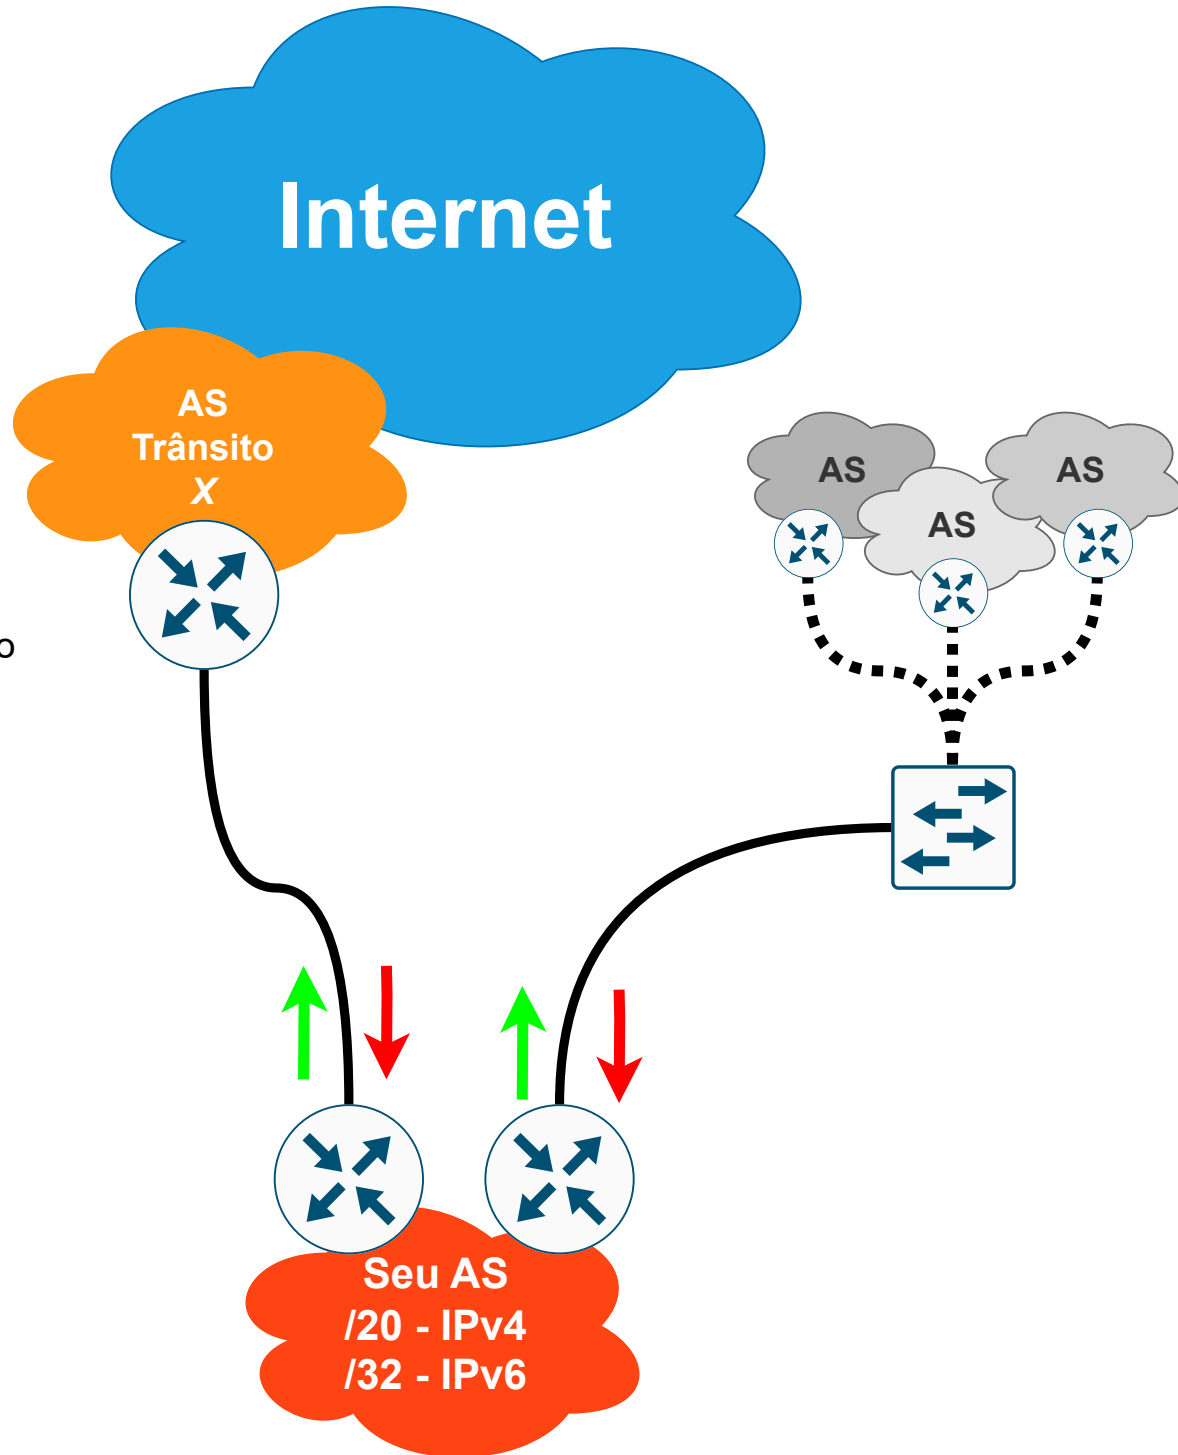 Internet
AS
Trânsito
X
AS
AS
AS
o
Seu AS
/20 - IPv4
/32 - IPv6